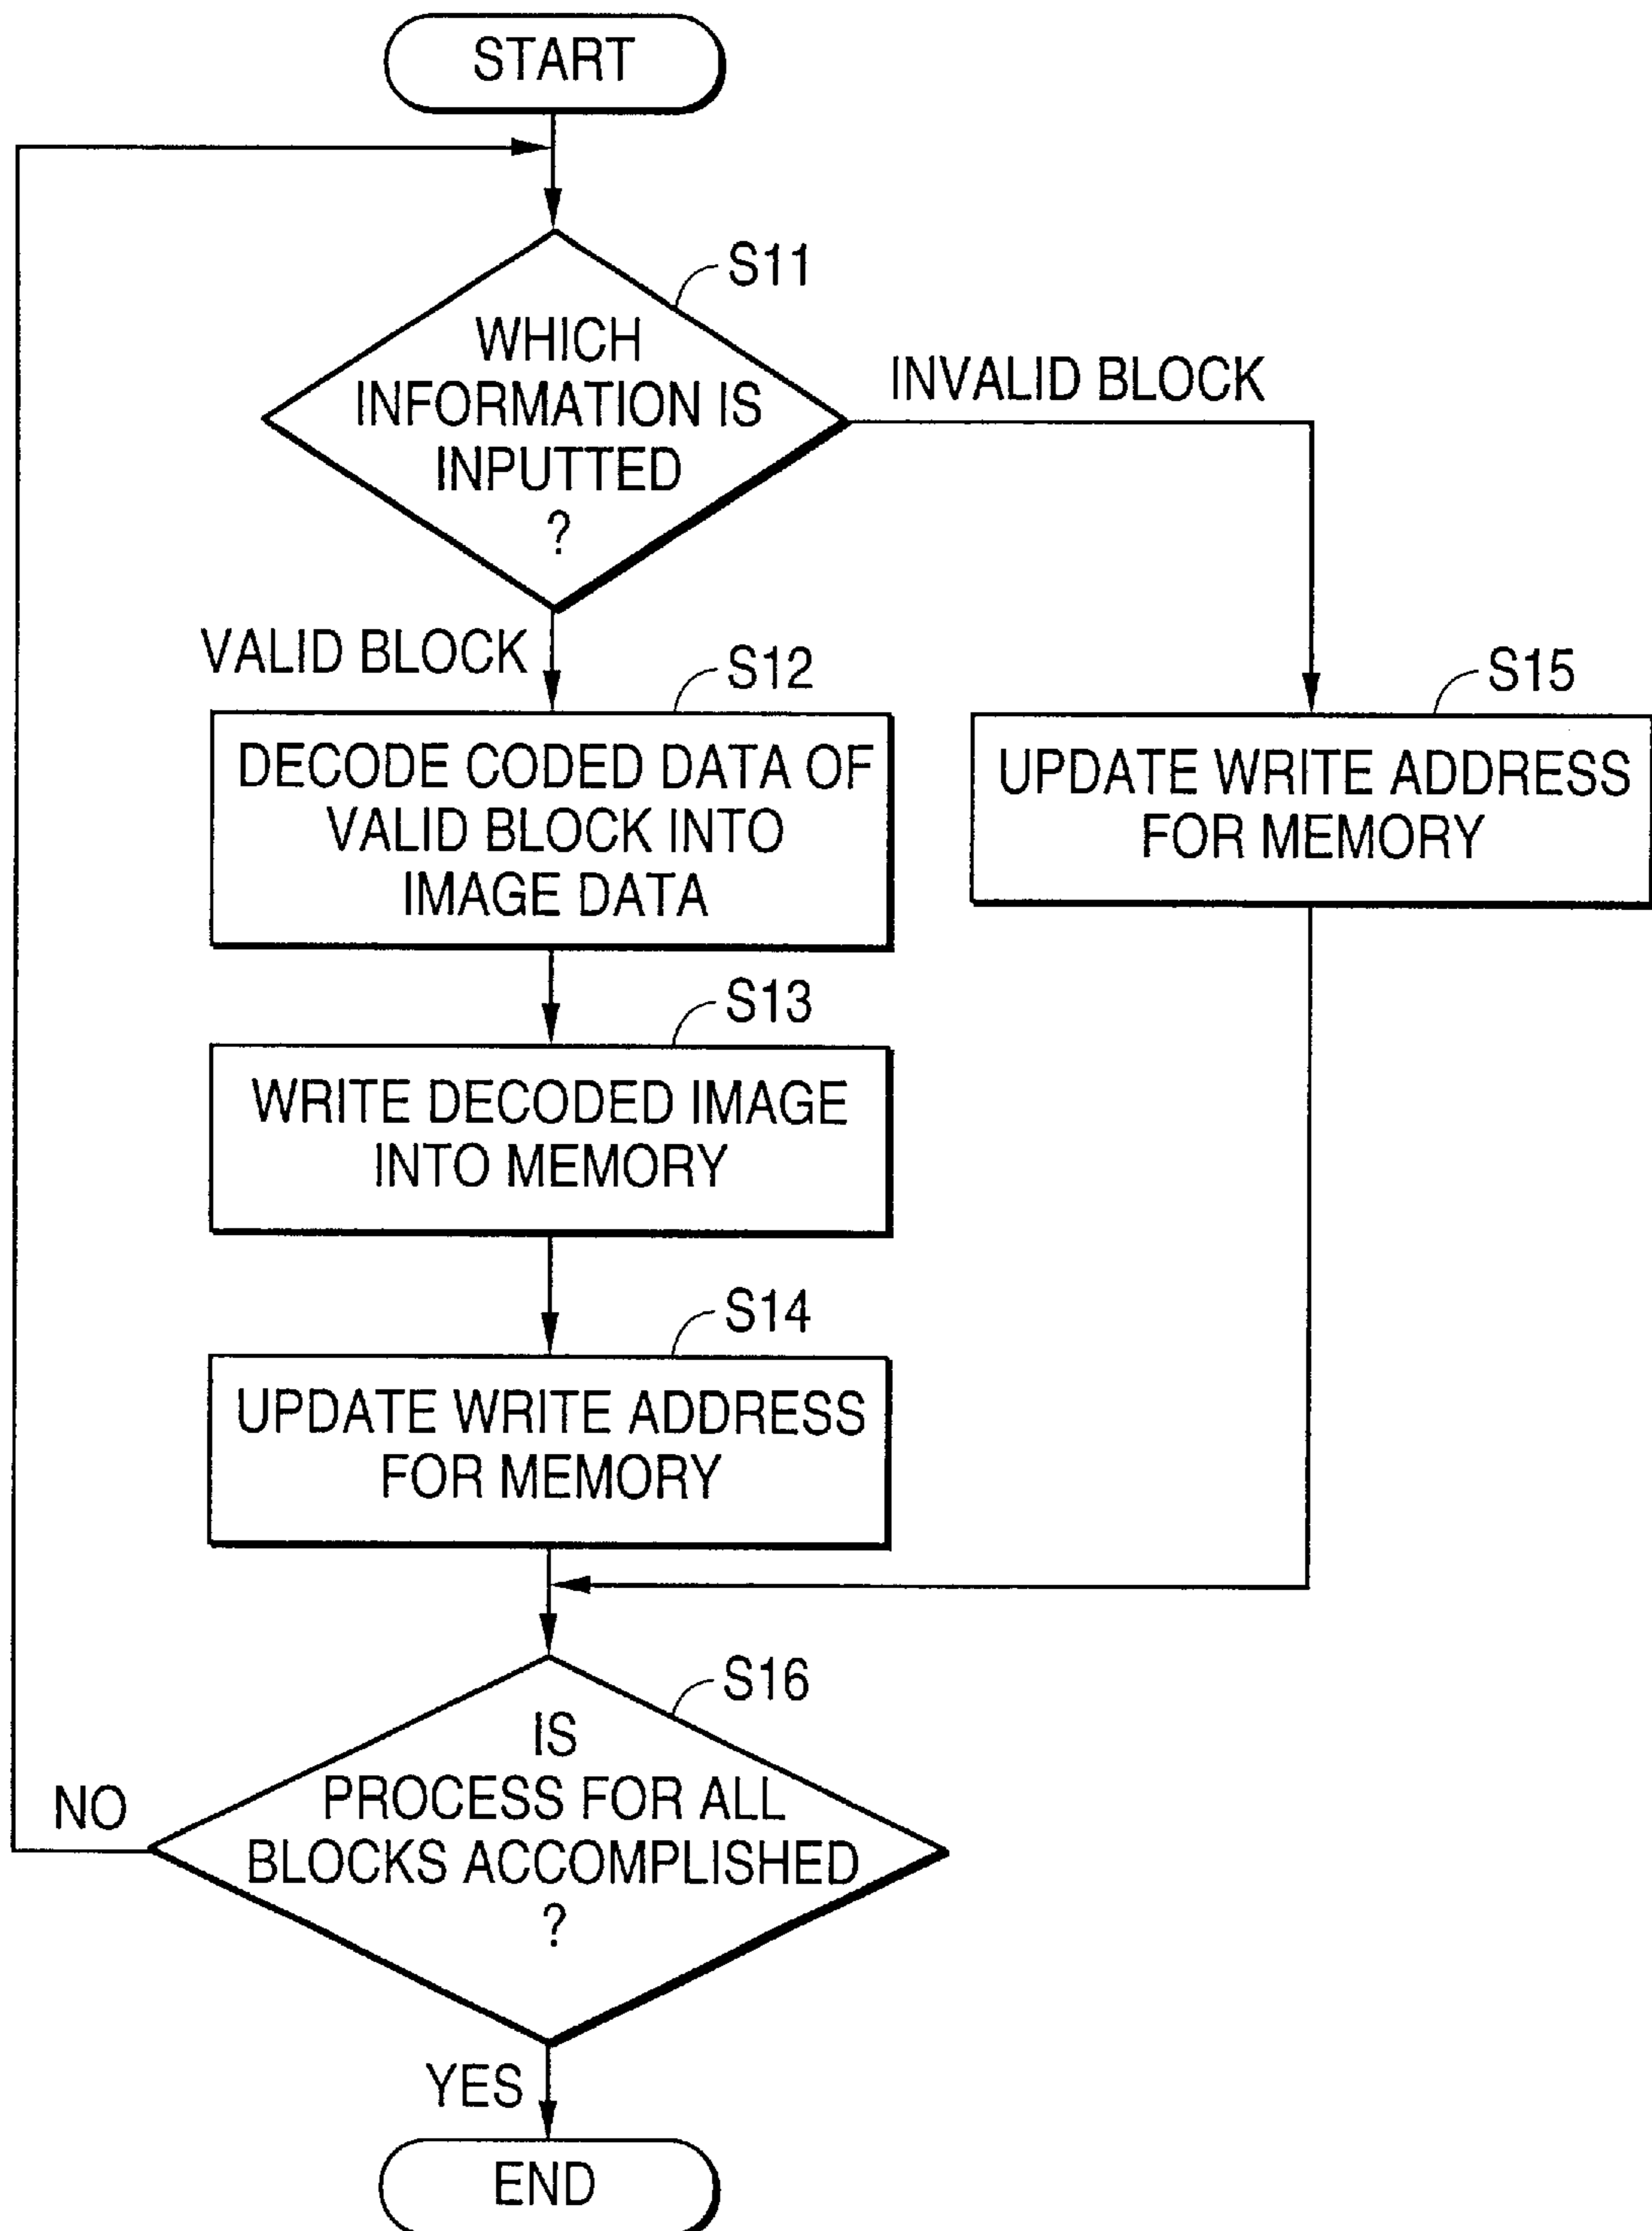 START
S11
WHICH
INFORMATION IS
INPUTTED
?
INVALID BLOCK
VALID BLOCK
S12
DECODE CODED DATA OF
VALID BLOCK INTO
IMAGE DATA
S15
UPDATE WRITE ADDRESS
FOR MEMORY
S13
WRITE DECODED IMAGE
INTO MEMORY
S14
UPDATE WRITE ADDRESS
FOR MEMORY
S16
IS
PROCESS FOR ALL
BLOCKS ACCOMPLISHED
?
NO
YES
END